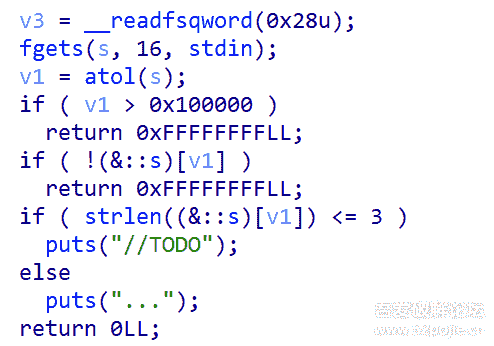 v3 = __readfsqword(0x28u);
fgets(s, 16, stdin);
v1 = atol(s);
if ( v1 > 0x100000 )
  return 0xFFFFFFFFLL;
if ( !(&::s)[v1] )
  return 0xFFFFFFFFLL;
if ( strlen((&::s)[v1]) <= 3 )
  puts("//TODO");
else
  puts("...");
return 0LL;